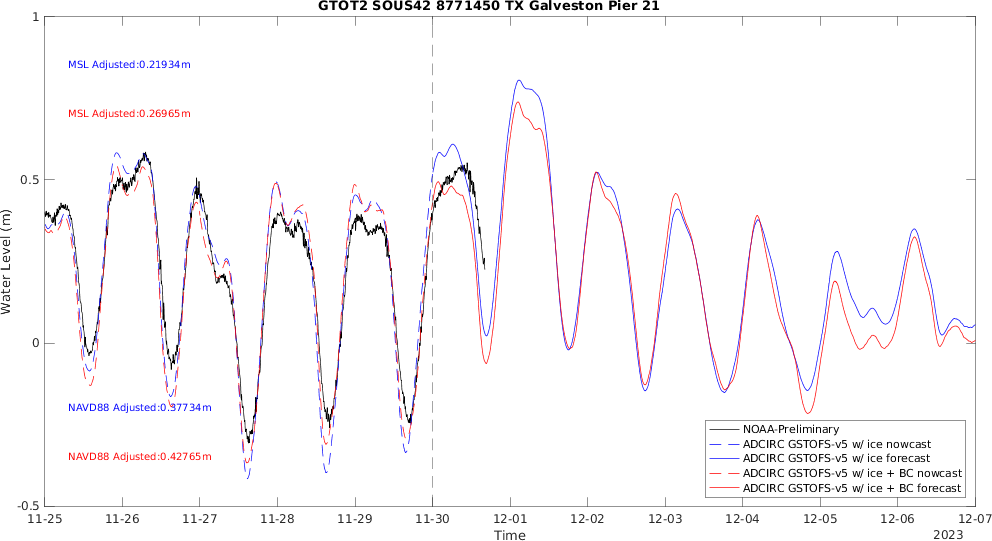 GTOT2 SOUS42 8771450 TX Galveston Pier 21
1
MSL Adjusted:0.21934m
MSL Adjusted:0.26965m
0.5
Water Level (m)
0
NAVD88 Adjusted:0.37734m
NAVD88 Adjusted:0.42765m
-0.5
NOAA-Preliminary
ADCIRC GSTOFS-v5 w/ ice nowcast
ADCIRC GSTOFS-v5 w/ ice forecast
ADCIRC GSTOFS-v5 w/ ice + BC nowcast
ADCIRC GSTOFS-v5 w/ ice + BC forecast
11-25 11-26 11-27 11-28 11-29 11-30 12-01 12-02 12-03 12-04 12-05 12-06 12-07
Time
2023